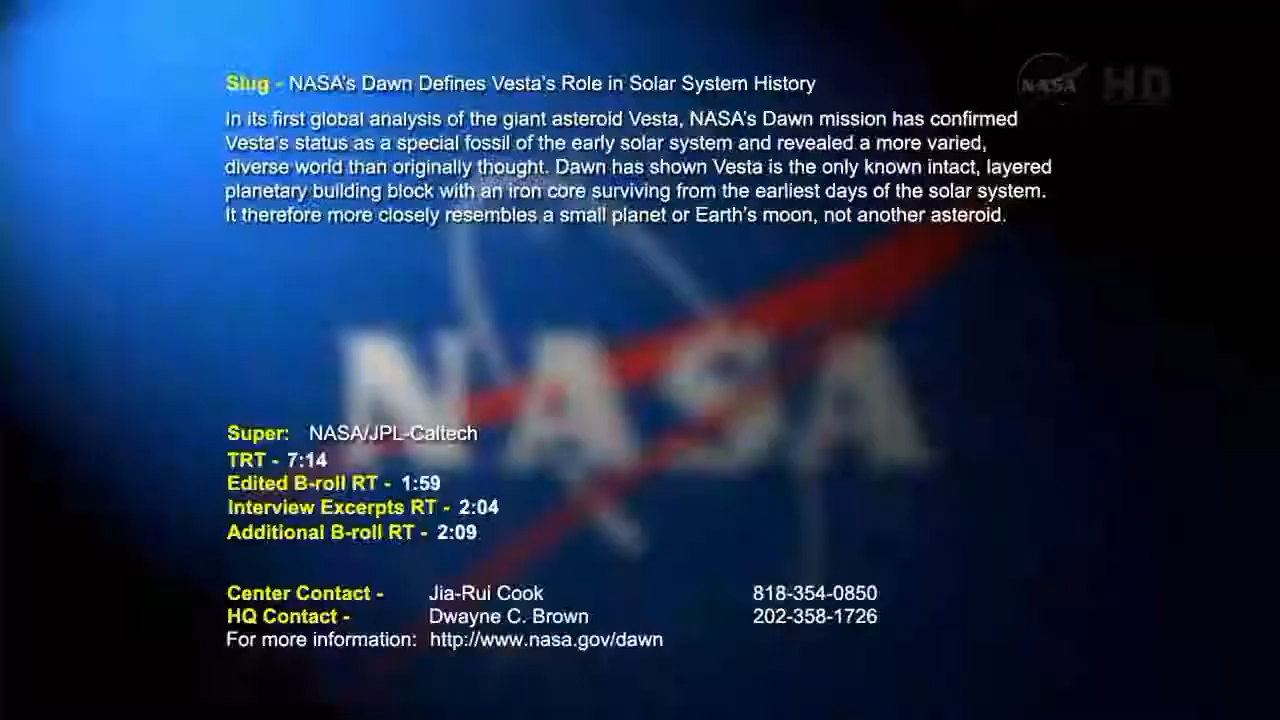 NASA HD
Slug - NASA's Dawn Defines Vesta's Role in Solar System History
In its first global analysis of the giant asteroid Vesta, NASA's Dawn mission has confirmed
Vesta's status as a special fossil of the early solar system and revealed a more varied,
diverse world than originally thought. Dawn has shown Vesta is the only known intact, layered
planetary building block with an iron core surviving from the earliest days of the solar system.
It therefore more closely resembles a small planet or Earth's moon, not another asteroid.
NASA
Super: NASA/JPL-Caltech
TRT - 7:14
Edited B-roll RT - 1:59
Interview Excerpts RT - 2:04
Additional B-roll RT - 2:09
Center Contact - Jia-Rui Cook 818-354-0850
HQ Contact - Dwayne C. Brown 202-358-1726
For more information: http://www.nasa.gov/dawn